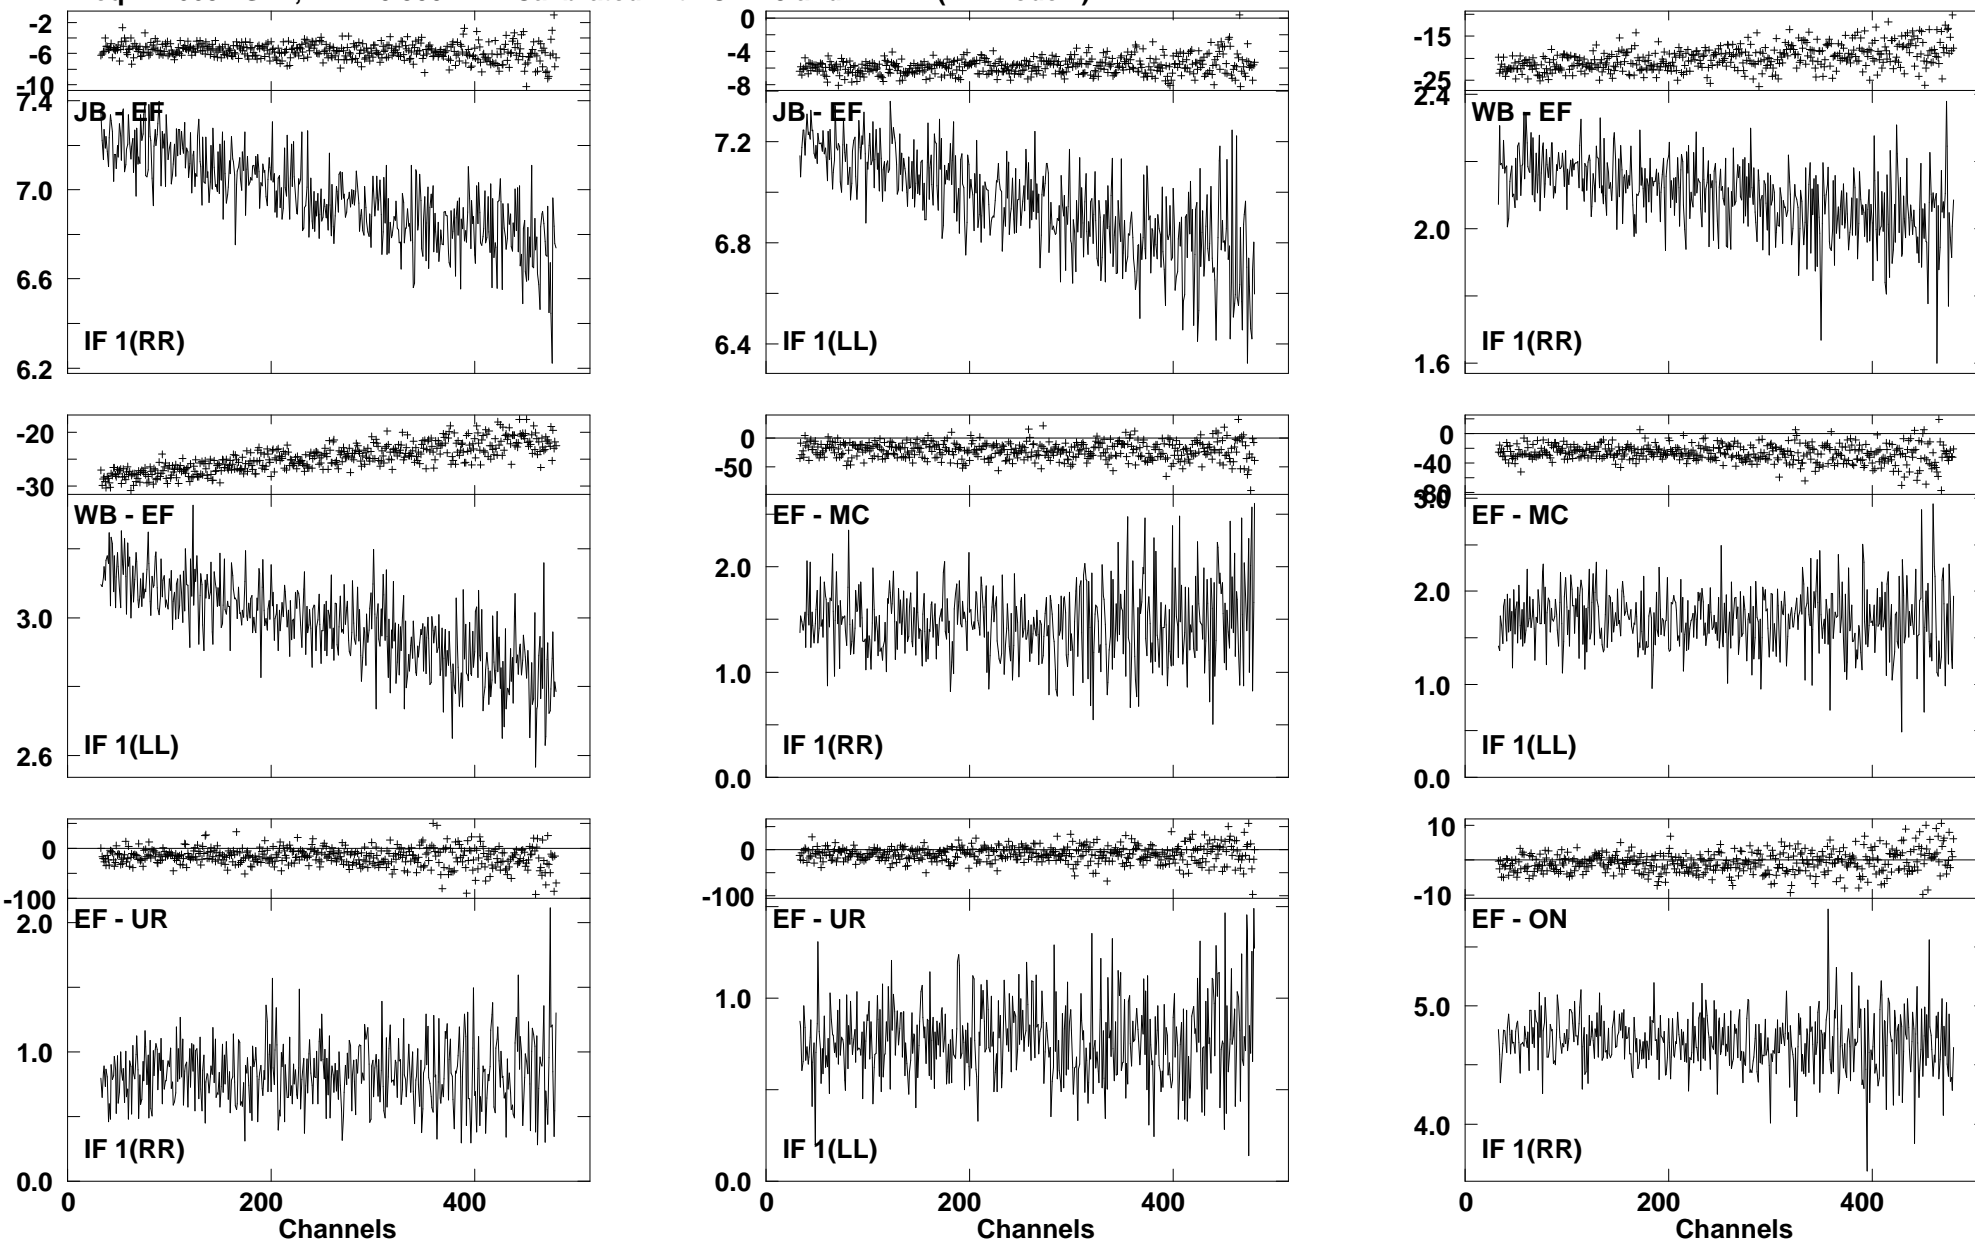 -2
-6
-10
7.4
JB - EF
7.0
6.6
6.2
IF 1(RR)
0
-4
-8
JB - EF
7.2
6.8
6.4
IF 1(LL)
-15
-25
2.4
WB - EF
2.0
1.6
IF 1(RR)
-20
-30
WB - EF
3.0
2.6
IF 1(LL)
0
-50
EF - MC
2.0
1.0
0.0
IF 1(RR)
0
-40
-80
3.0
EF - MC
2.0
1.0
0.0
IF 1(LL)
0
-100
2.0
EF - UR
1.0
0.0
IF 1(RR)
0 200 400
Channels
0
-100
EF - UR
1.0
0.0
IF 1(LL)
0 200 400
Channels
10
-10
EF - ON
5.0
4.0
IF 1(RR)
0 200 400
Channels